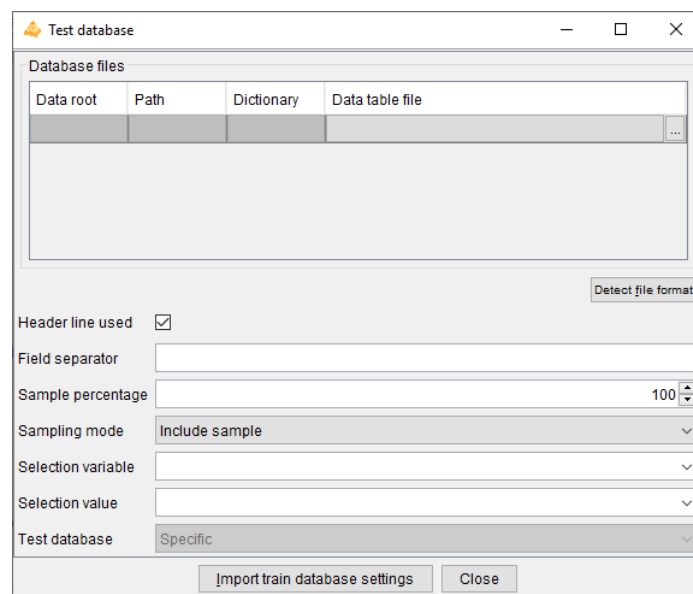 Test database
Database files
Data root Path Dictionary Data table file
...
Detect file format
Header line used
Field separator
Sample percentage 100
Sampling mode Include sample
Selection variable
Selection value
Test database Specific
Import train database settings Close